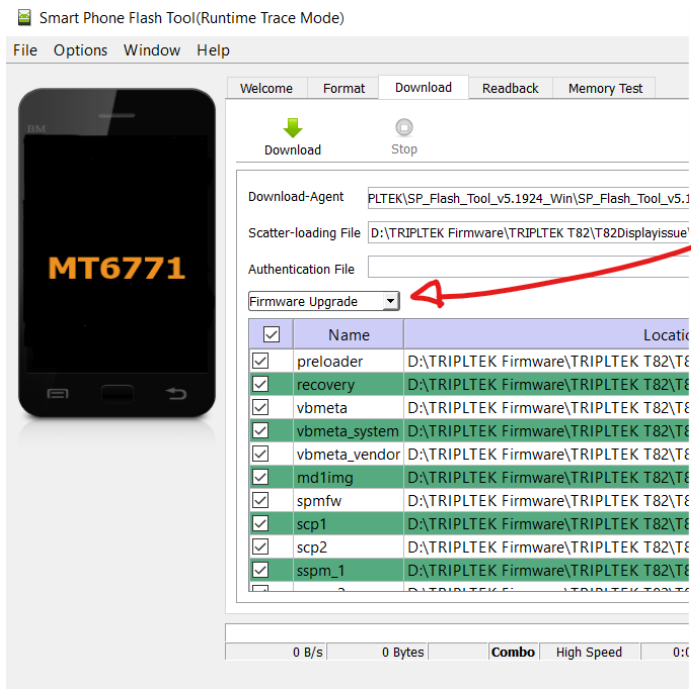 Smart Phone Flash Tool(Runtime Trace Mode)
File Options Window Help
BM
MT6771
Welcome Format Download Readback Memory Test
Download Stop
Download-Agent PLTEK\SP_Flash_Tool_v5.1924_Win\SP_Flash_Tool_v5.1
Scatter-loading File D:\TRIPLTEK Firmware\TRIPLTEK T82\T82Displayissue\
Authentication File
Firmware Upgrade
Name Locatio
preloader D:\TRIPLTEK Firmware\TRIPLTEK T82\T8
recovery D:\TRIPLTEK Firmware\TRIPLTEK T82\T8
vbmeta D:\TRIPLTEK Firmware\TRIPLTEK T82\T8
vbmeta_system D:\TRIPLTEK Firmware\TRIPLTEK T82\T8
vbmeta_vendor D:\TRIPLTEK Firmware\TRIPLTEK T82\T8
md1img D:\TRIPLTEK Firmware\TRIPLTEK T82\T8
spmfw D:\TRIPLTEK Firmware\TRIPLTEK T82\T8
scp1 D:\TRIPLTEK Firmware\TRIPLTEK T82\T8
scp2 D:\TRIPLTEK Firmware\TRIPLTEK T82\T8
sspm_1 D:\TRIPLTEK Firmware\TRIPLTEK T82\T8
0 B/s 0 Bytes Combo High Speed 0:0